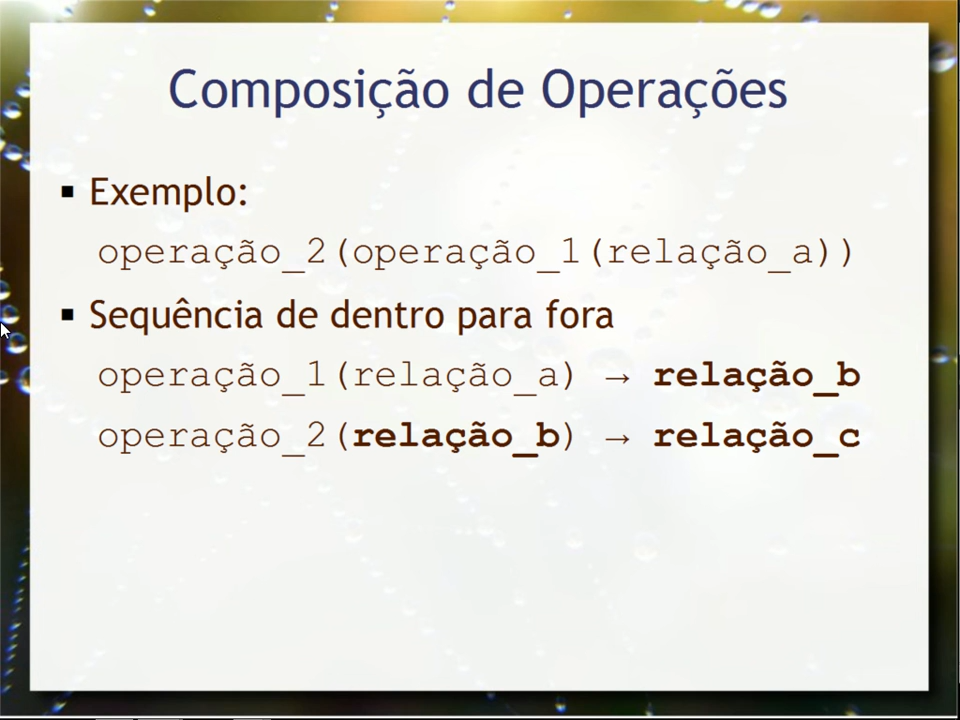 Composição de Operações
▪ Exemplo:
operação_2(operação_1(relação_a))
▪ Sequência de dentro para fora
operação_1(relação_a) → relação_b
operação_2(relação_b) → relação_c